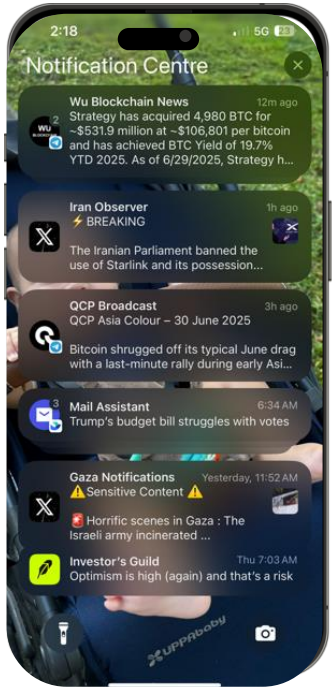 2:18
5G 23
Notification Centre
Wu Blockchain News 12m ago
Strategy has acquired 4,980 BTC for
~$531.9 million at ~$106,801 per bitcoin
and has achieved BTC Yield of 19.7%
YTD 2025. As of 6/29/2025, Strategy h...
2
WU
BLOCKCHAIN
Iran Observer 1h ago
⚡BREAKING
The Iranian Parliament banned the
use of Starlink and its possession...
QCP Broadcast 3h ago
QCP Asia Colour – 30 June 2025
Bitcoin shrugged off its typical June drag
with a last-minute rally during early Asi...
3
Mail Assistant 6:34 AM
Trump's budget bill struggles with votes
Gaza Notifications Yesterday, 11:52 AM
⚠️Sensitive Content ⚠️
🚨Horrific scenes in Gaza : The
Israeli army incinerated ...
Investor's Guild Thu 7:03 AM
Optimism is high (again) and that's a risk
UPPAbaby